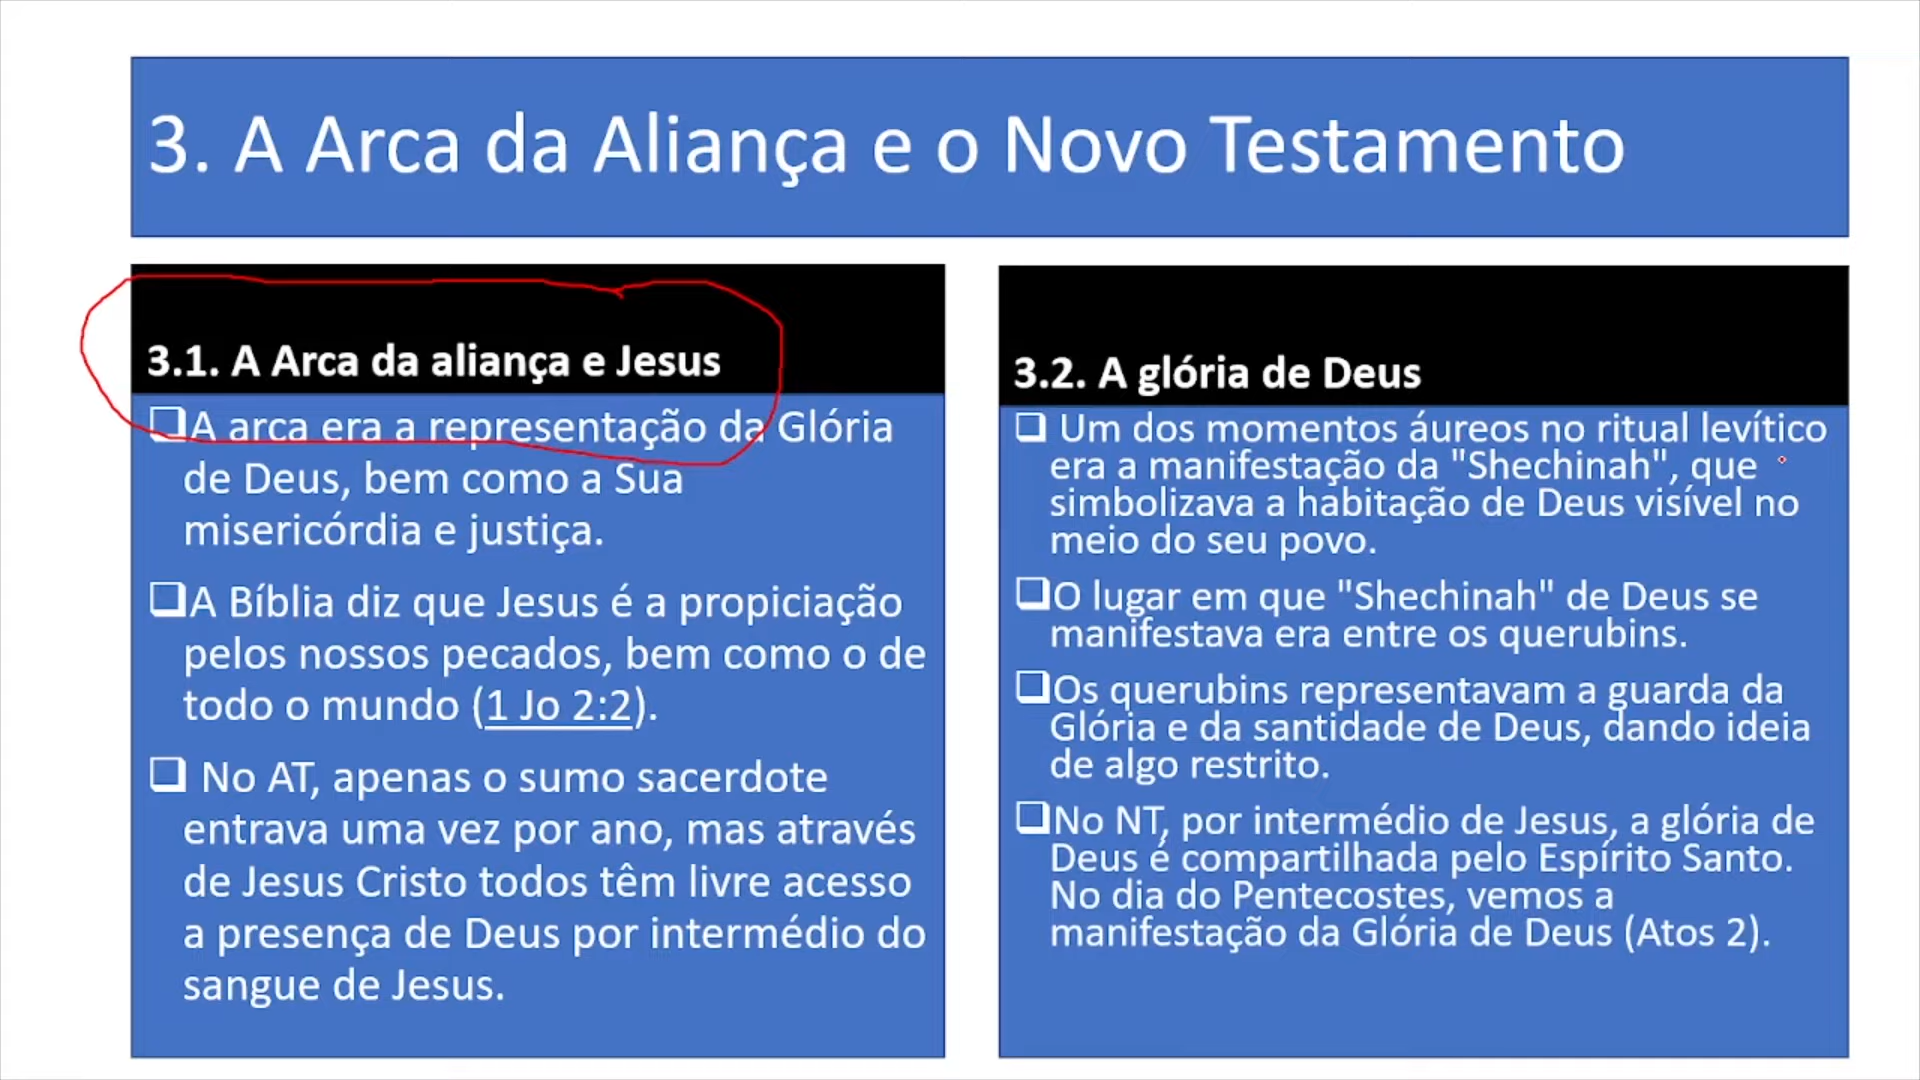 3. A Arca da Aliança e o Novo Testamento
3.1. A Arca da aliança e Jesus
A arca era a representação da Glória
de Deus, bem como a Sua
misericórdia e justiça.
A Bíblia diz que Jesus é a propiciação
pelos nossos pecados, bem como o de
todo o mundo (1 Jo 2:2).
No AT, apenas o sumo sacerdote
entrava uma vez por ano, mas através
de Jesus Cristo todos têm livre acesso
a presença de Deus por intermédio do
sangue de Jesus.
3.2. A glória de Deus
Um dos momentos áureos no ritual levítico
era a manifestação da "Shechinah", que
simbolizava a habitação de Deus visível no
meio do seu povo.
O lugar em que "Shechinah" de Deus se
manifestava era entre os querubins.
Os querubins representavam a guarda da
Glória e da santidade de Deus, dando ideia
de algo restrito.
No NT, por intermédio de Jesus, a glória de
Deus é compartilhada pelo Espírito Santo.
No dia do Pentecostes, vemos a
manifestação da Glória de Deus (Atos 2).